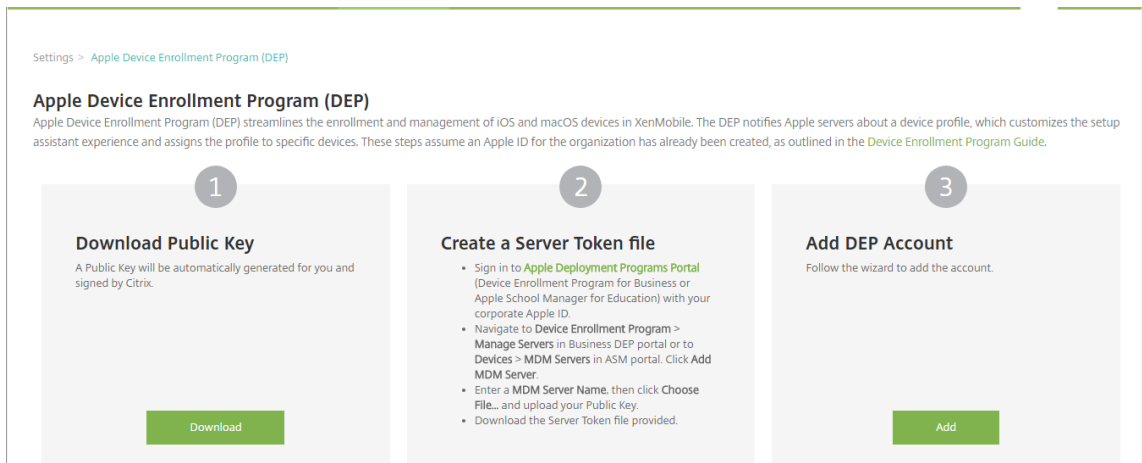 Settings > Apple Device Enrollment Program (DEP)
Apple Device Enrollment Program (DEP)
Apple Device Enrollment Program (DEP) streamlines the enrollment and management of iOS and macOS devices in XenMobile. The DEP notifies Apple servers about a device profile, which customizes the setup
assistant experience and assigns the profile to specific devices. These steps assume an Apple ID for the organization has already been created, as outlined in the Device Enrollment Program Guide.
1
Download Public Key
A Public Key will be automatically generated for you and
signed by Citrix.
Download
2
Create a Server Token file
• Sign in to Apple Deployment Programs Portal
(Device Enrollment Program for Business or
Apple School Manager for Education) with your
corporate Apple ID.
• Navigate to Device Enrollment Program >
Manage Servers in Business DEP portal or to
Devices > MDM Servers in ASM portal. Click Add
MDM Server.
• Enter a MDM Server Name, then click Choose
File... and upload your Public Key.
• Download the Server Token file provided.
3
Add DEP Account
Follow the wizard to add the account.
Add